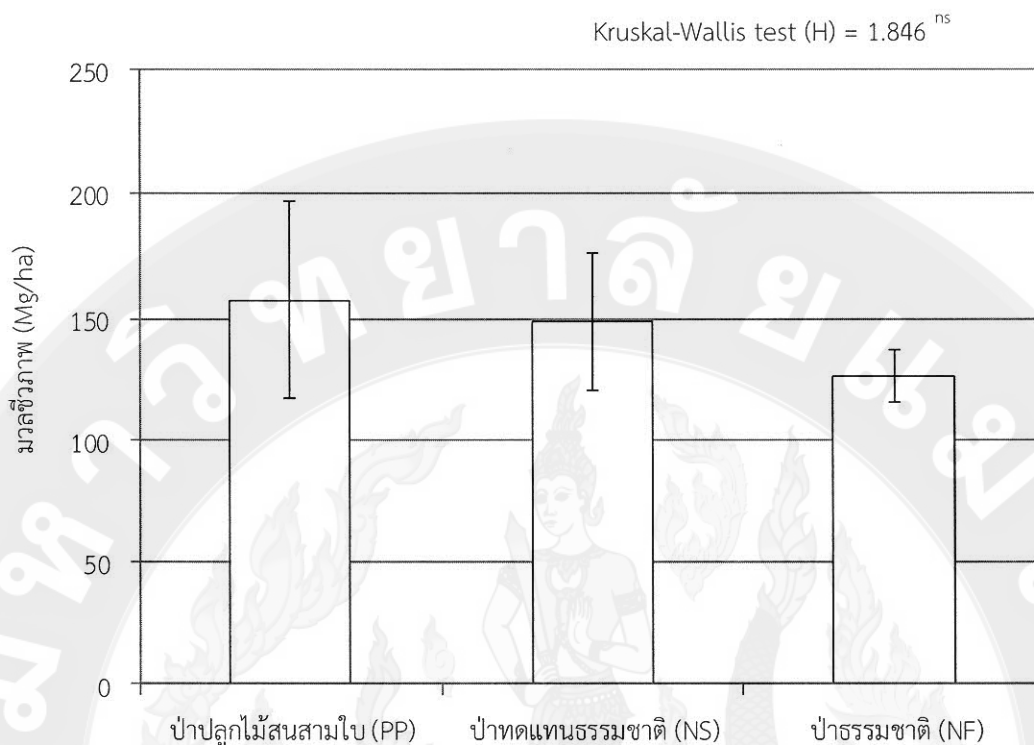 Kruskal-Wallis test (H) = 1.846 ns
250
200
150
100
50
0
มวลชีวภาพ (Mg/ha)
ป่าปลูกไม้สนสามใบ (PP)
ป่าทดแทนธรรมชาติ (NS)
ป่าธรรมชาติ (NF)